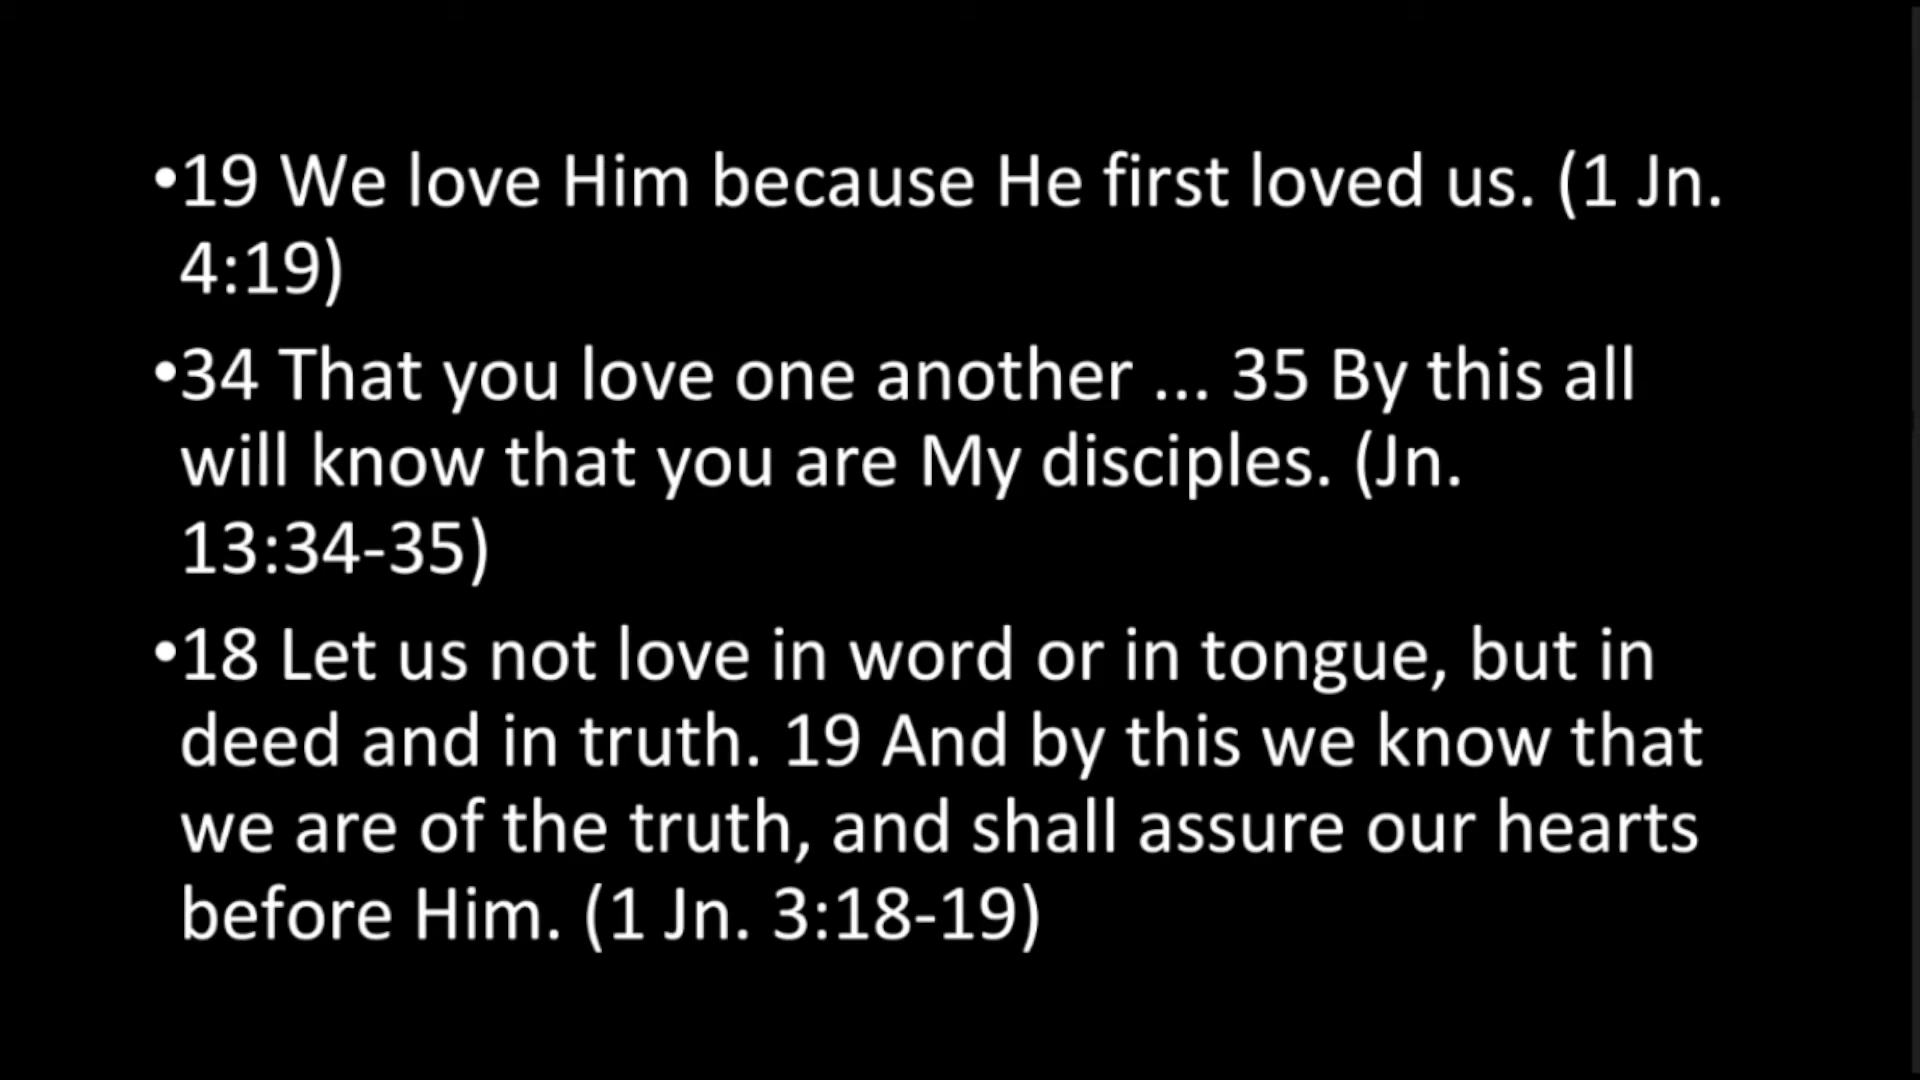 •19 We love Him because He first loved us. (1 Jn.
4:19)
•34 That you love one another ... 35 By this all
will know that you are My disciples. (Jn.
13:34-35)
•18 Let us not love in word or in tongue, but in
deed and in truth. 19 And by this we know that
we are of the truth, and shall assure our hearts
before Him. (1 Jn. 3:18-19)